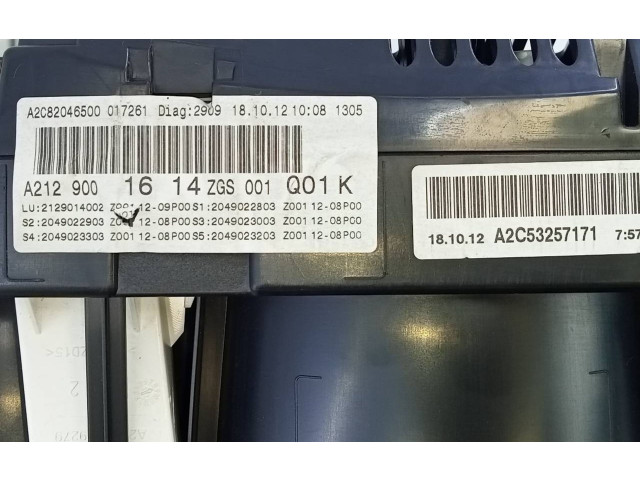 A2C82046500 017261 Diag:2909 18.10.12 10:08 1305
A212 900 16 14 ZGS 001 Q01 K
LU:2129014002 Z001 12-09P00 S1:2049022803 Z001 12-08P00
S2:2049022903 Z001 12-08P00 S3:2049023003 Z001 12-08P00
S4:2049023303 Z001 12-08P00 S5:2049023203 Z001 12-08P00
18.10.12 A2C53257171 7:57
2
A2